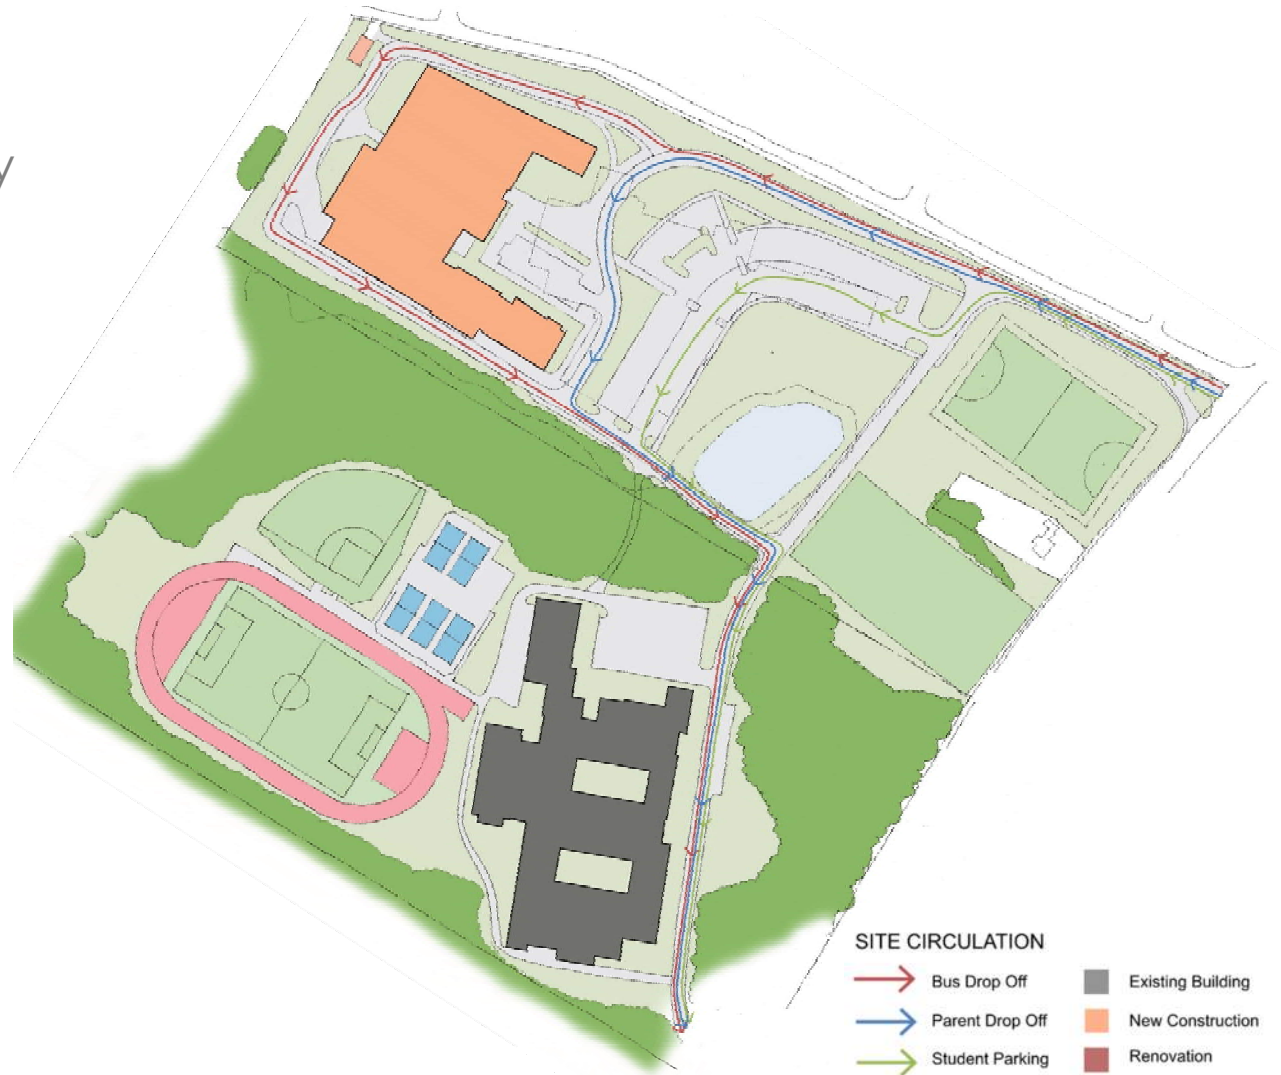 y
SITE CIRCULATION
Bus Drop Off
Existing Building
Parent Drop Off
New Construction
Student Parking
Renovation